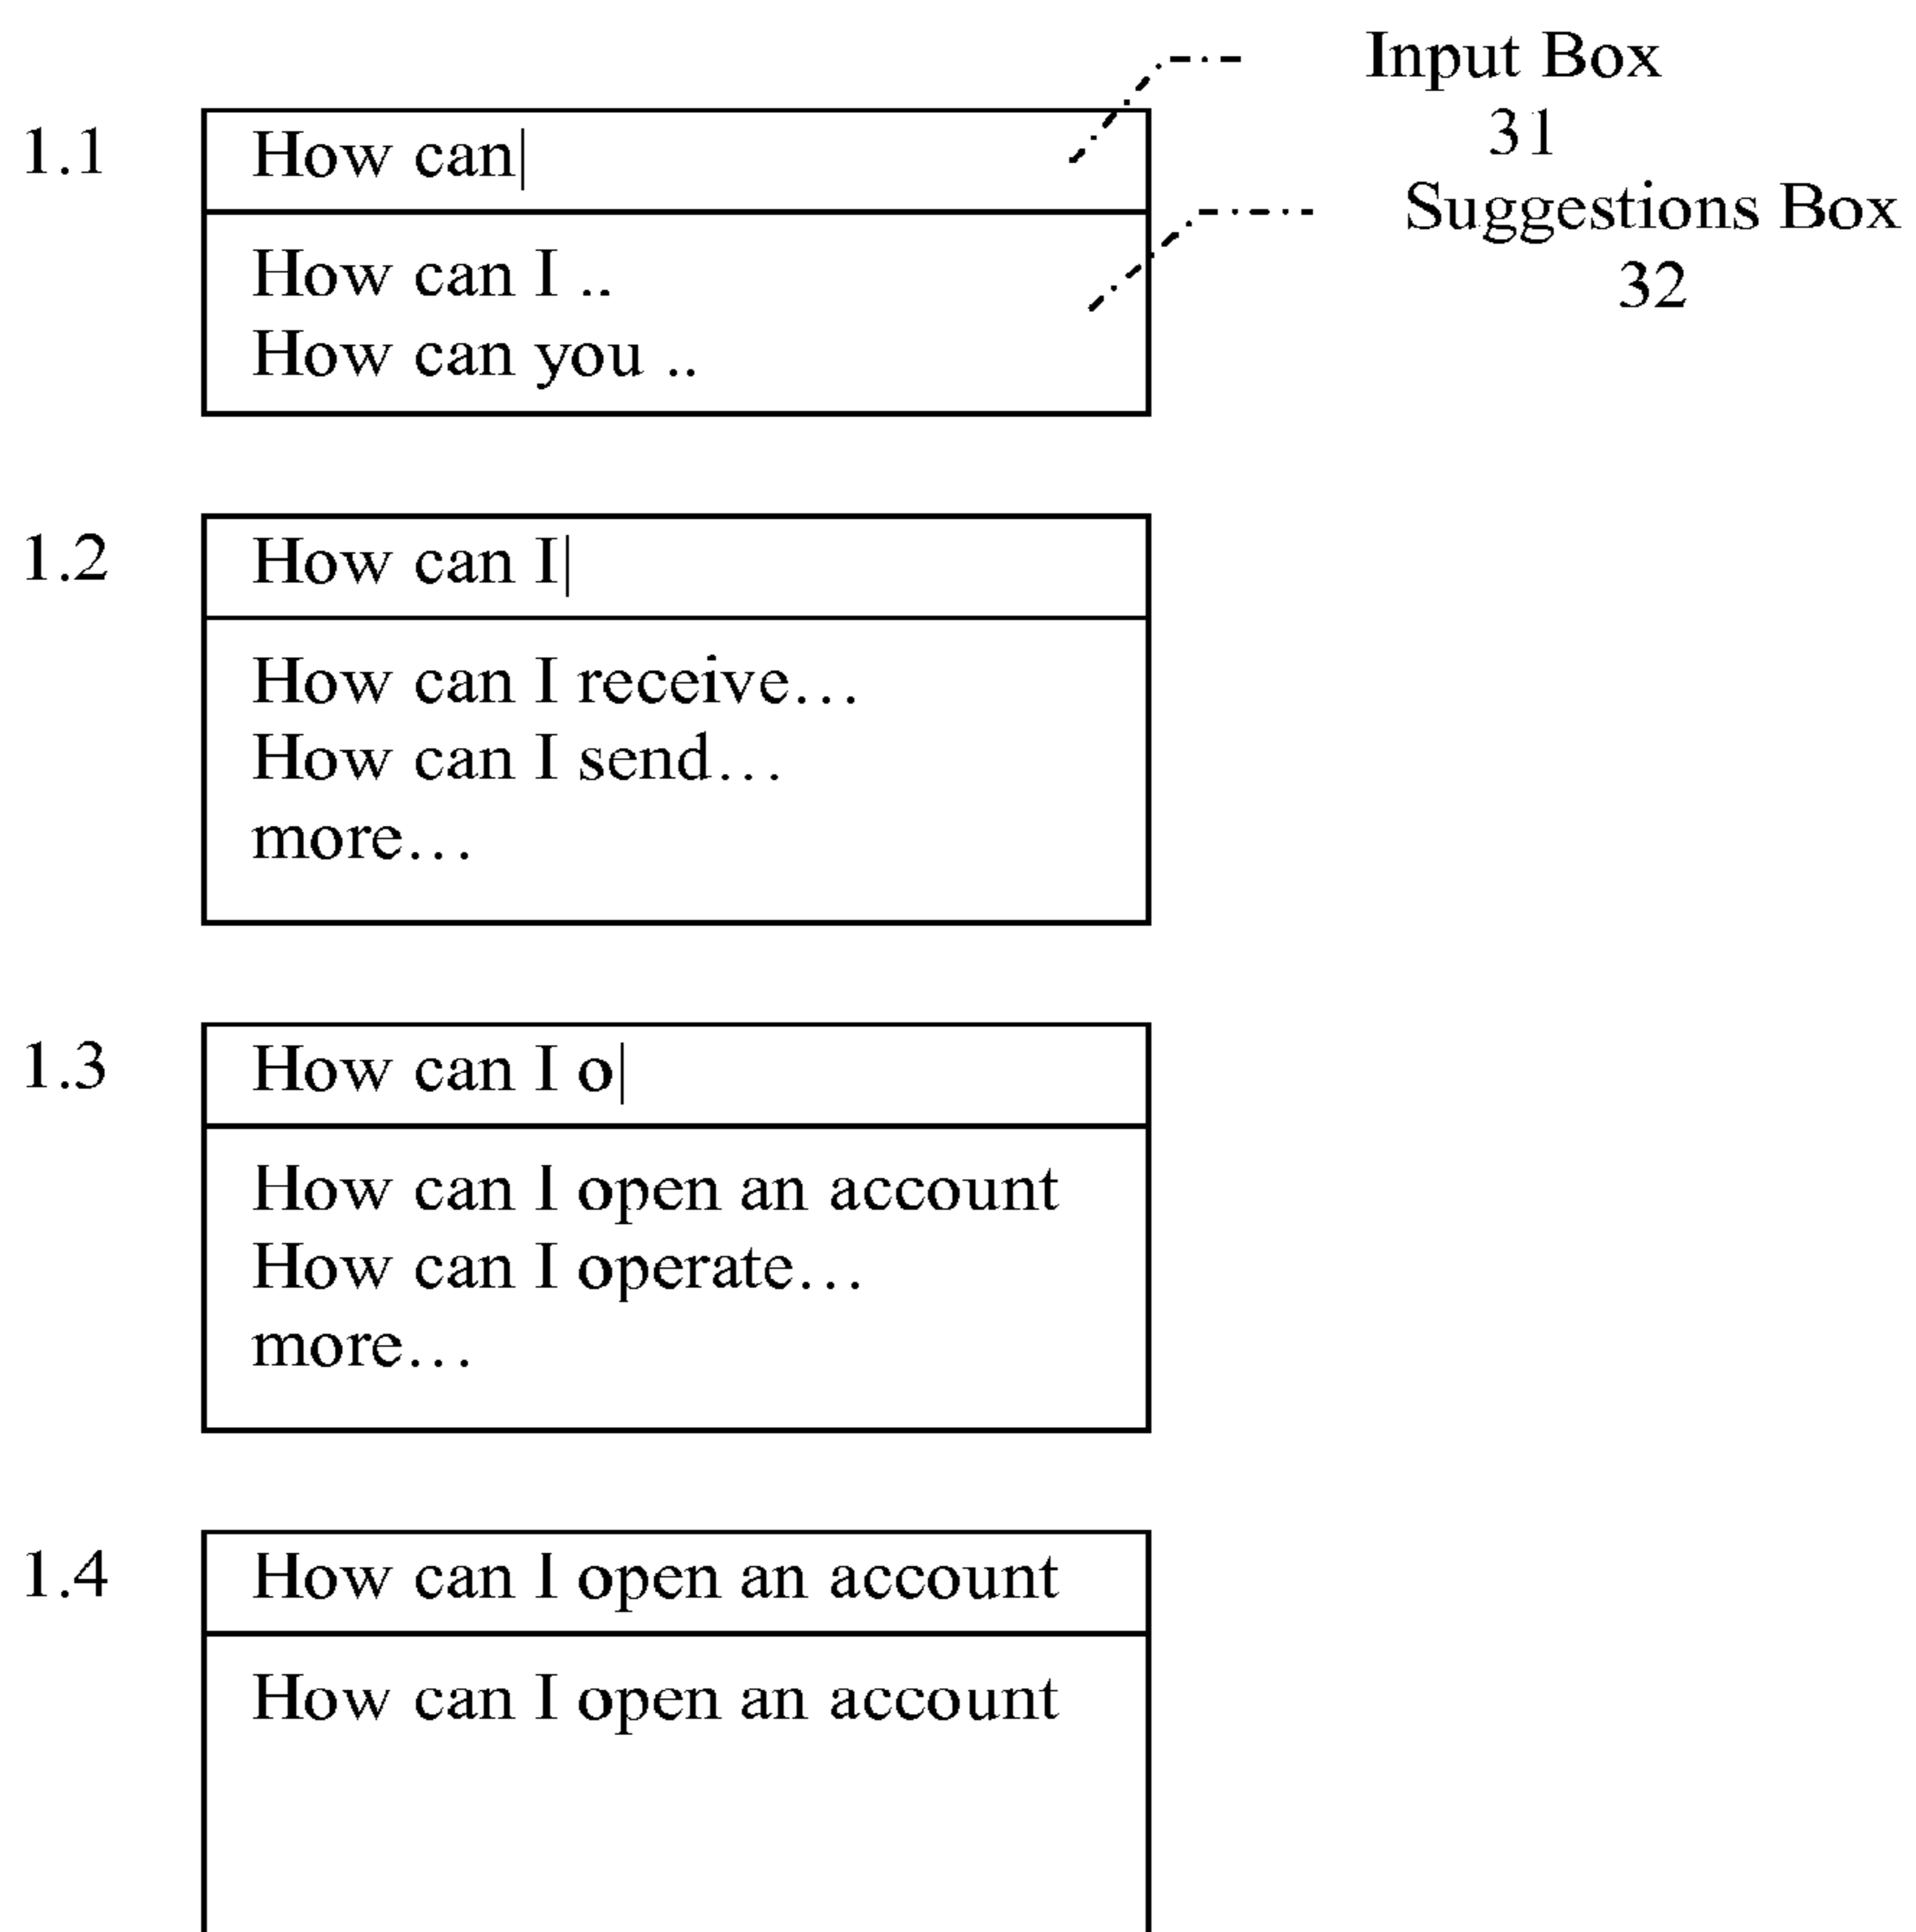 Input Box
31
1.1
How can
Suggestions Box
32
How can I ..
How can you ..
1.2
How can I
How can I receive...
How can I send...
more...
1.3
How can I o
How can I open an account
How can I operate...
more...
1.4
How can I open an account
How can I open an account